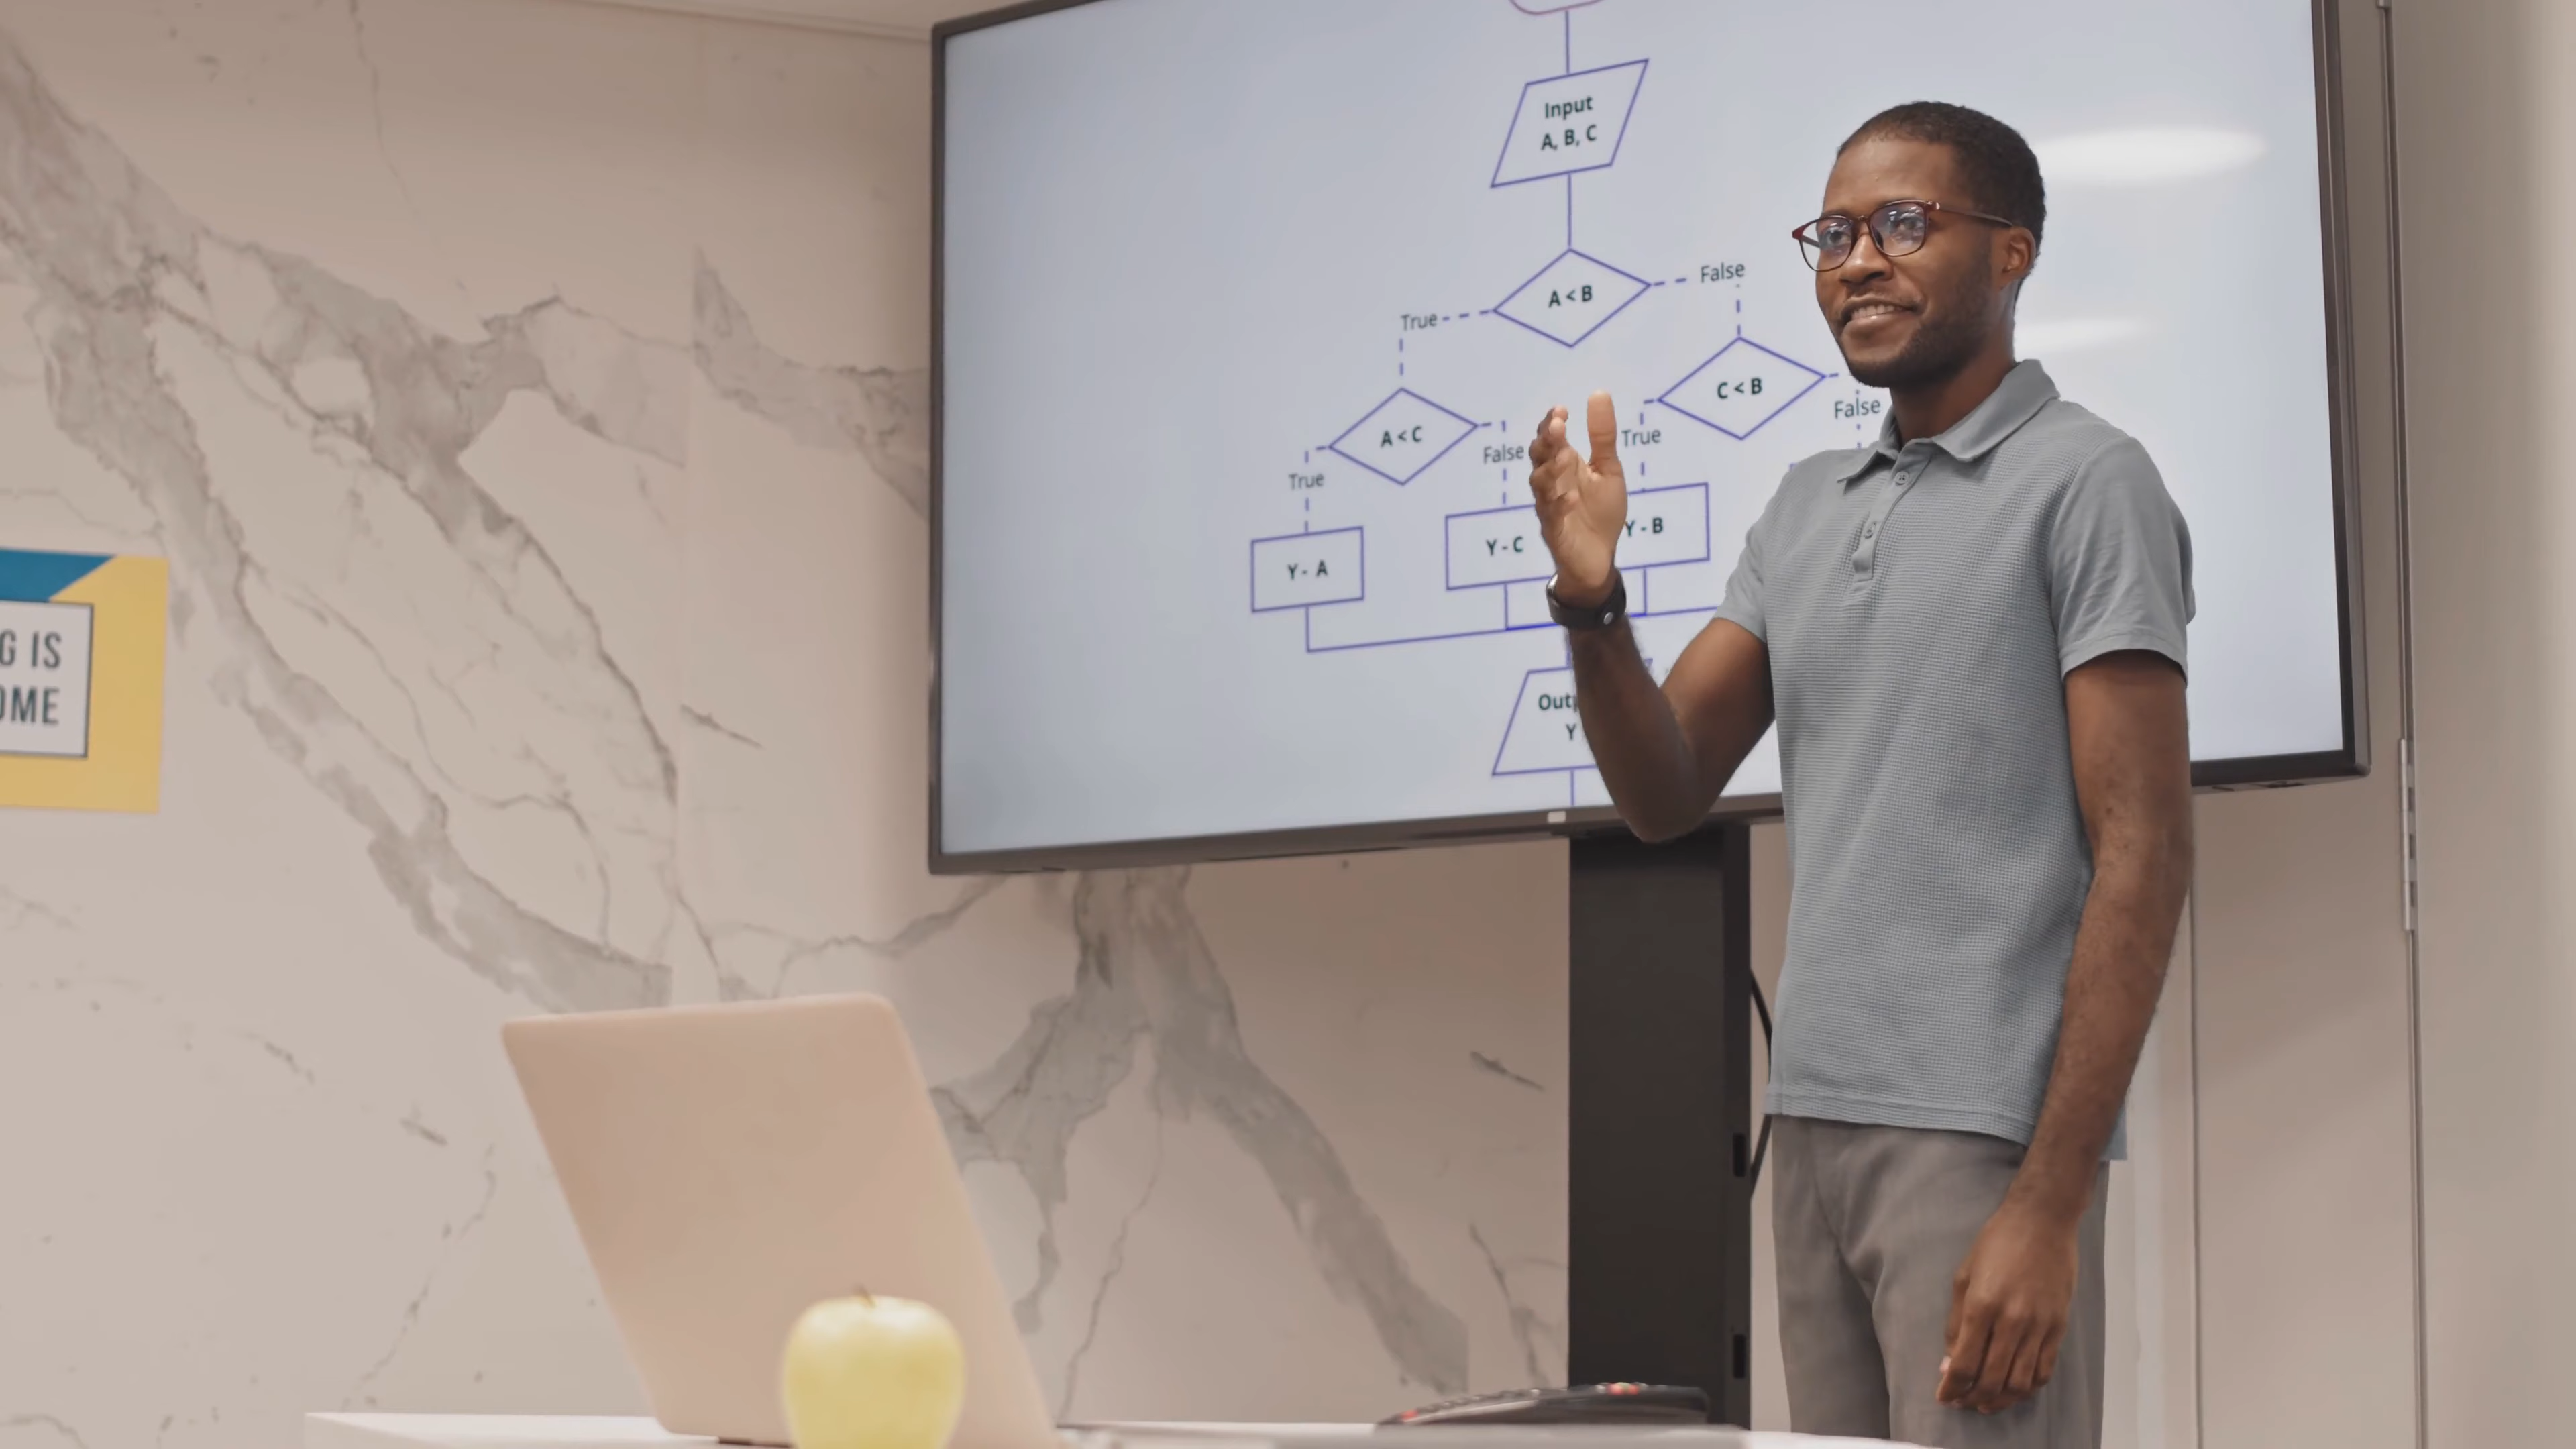 Input
A, B, C
A < B
False
True
C < B
A < C
False
True
False
True
Y - B
Y - C
Y - A
G IS
OME
Y